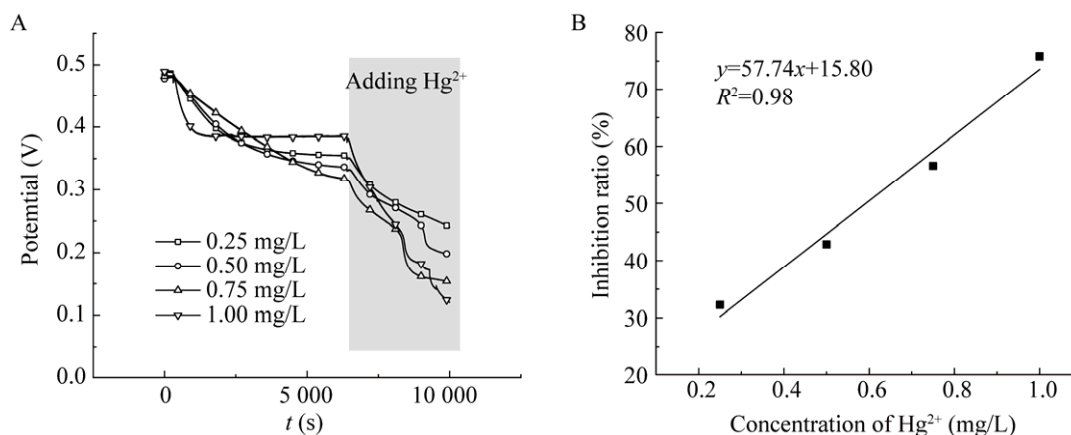 A
Potential (V)
0.5
0.4
0.3
0.2
0.1
0.0
Adding Hg²⁺
0.25 mg/L
0.50 mg/L
0.75 mg/L
1.00 mg/L
0
5 000
10 000
t (s)
B
Inhibition ratio (%)
80
70
60
50
40
30
20
y=57.74x+15.80
R²=0.98
0.2
0.4
0.6
0.8
1.0
Concentration of Hg²⁺ (mg/L)